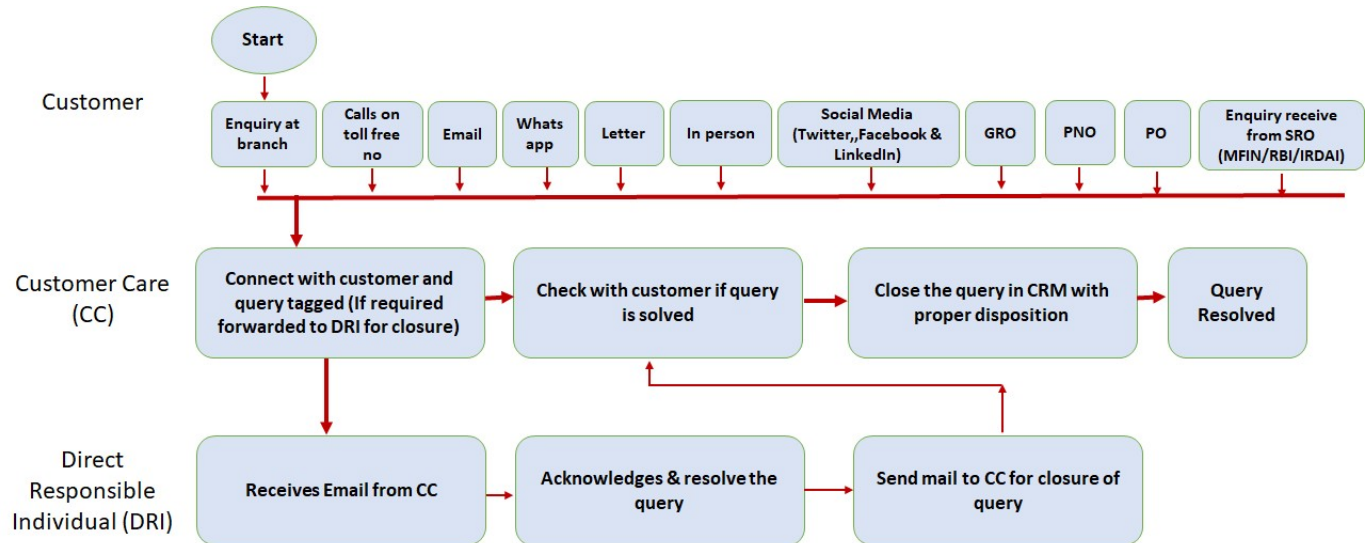 Start
Customer
Enquiry at
branch
Calls on
toll free
no
Email
Whats
app
Letter
In person
Social Media
(Twitter,,Facebook &
LinkedIn)
GRO
PNO
PO
Enquiry receive
from SRO
(MFIN/RBI/IRDAI)
Customer Care
(CC)
Connect with customer and
query tagged (If required
forwarded to DRI for closure)
Check with customer if query
is solved
Close the query in CRM with
proper disposition
Query
Resolved
Direct
Responsible
Individual (DRI)
Receives Email from CC
Acknowledges & resolve the
query
Send mail to CC for closure of
query